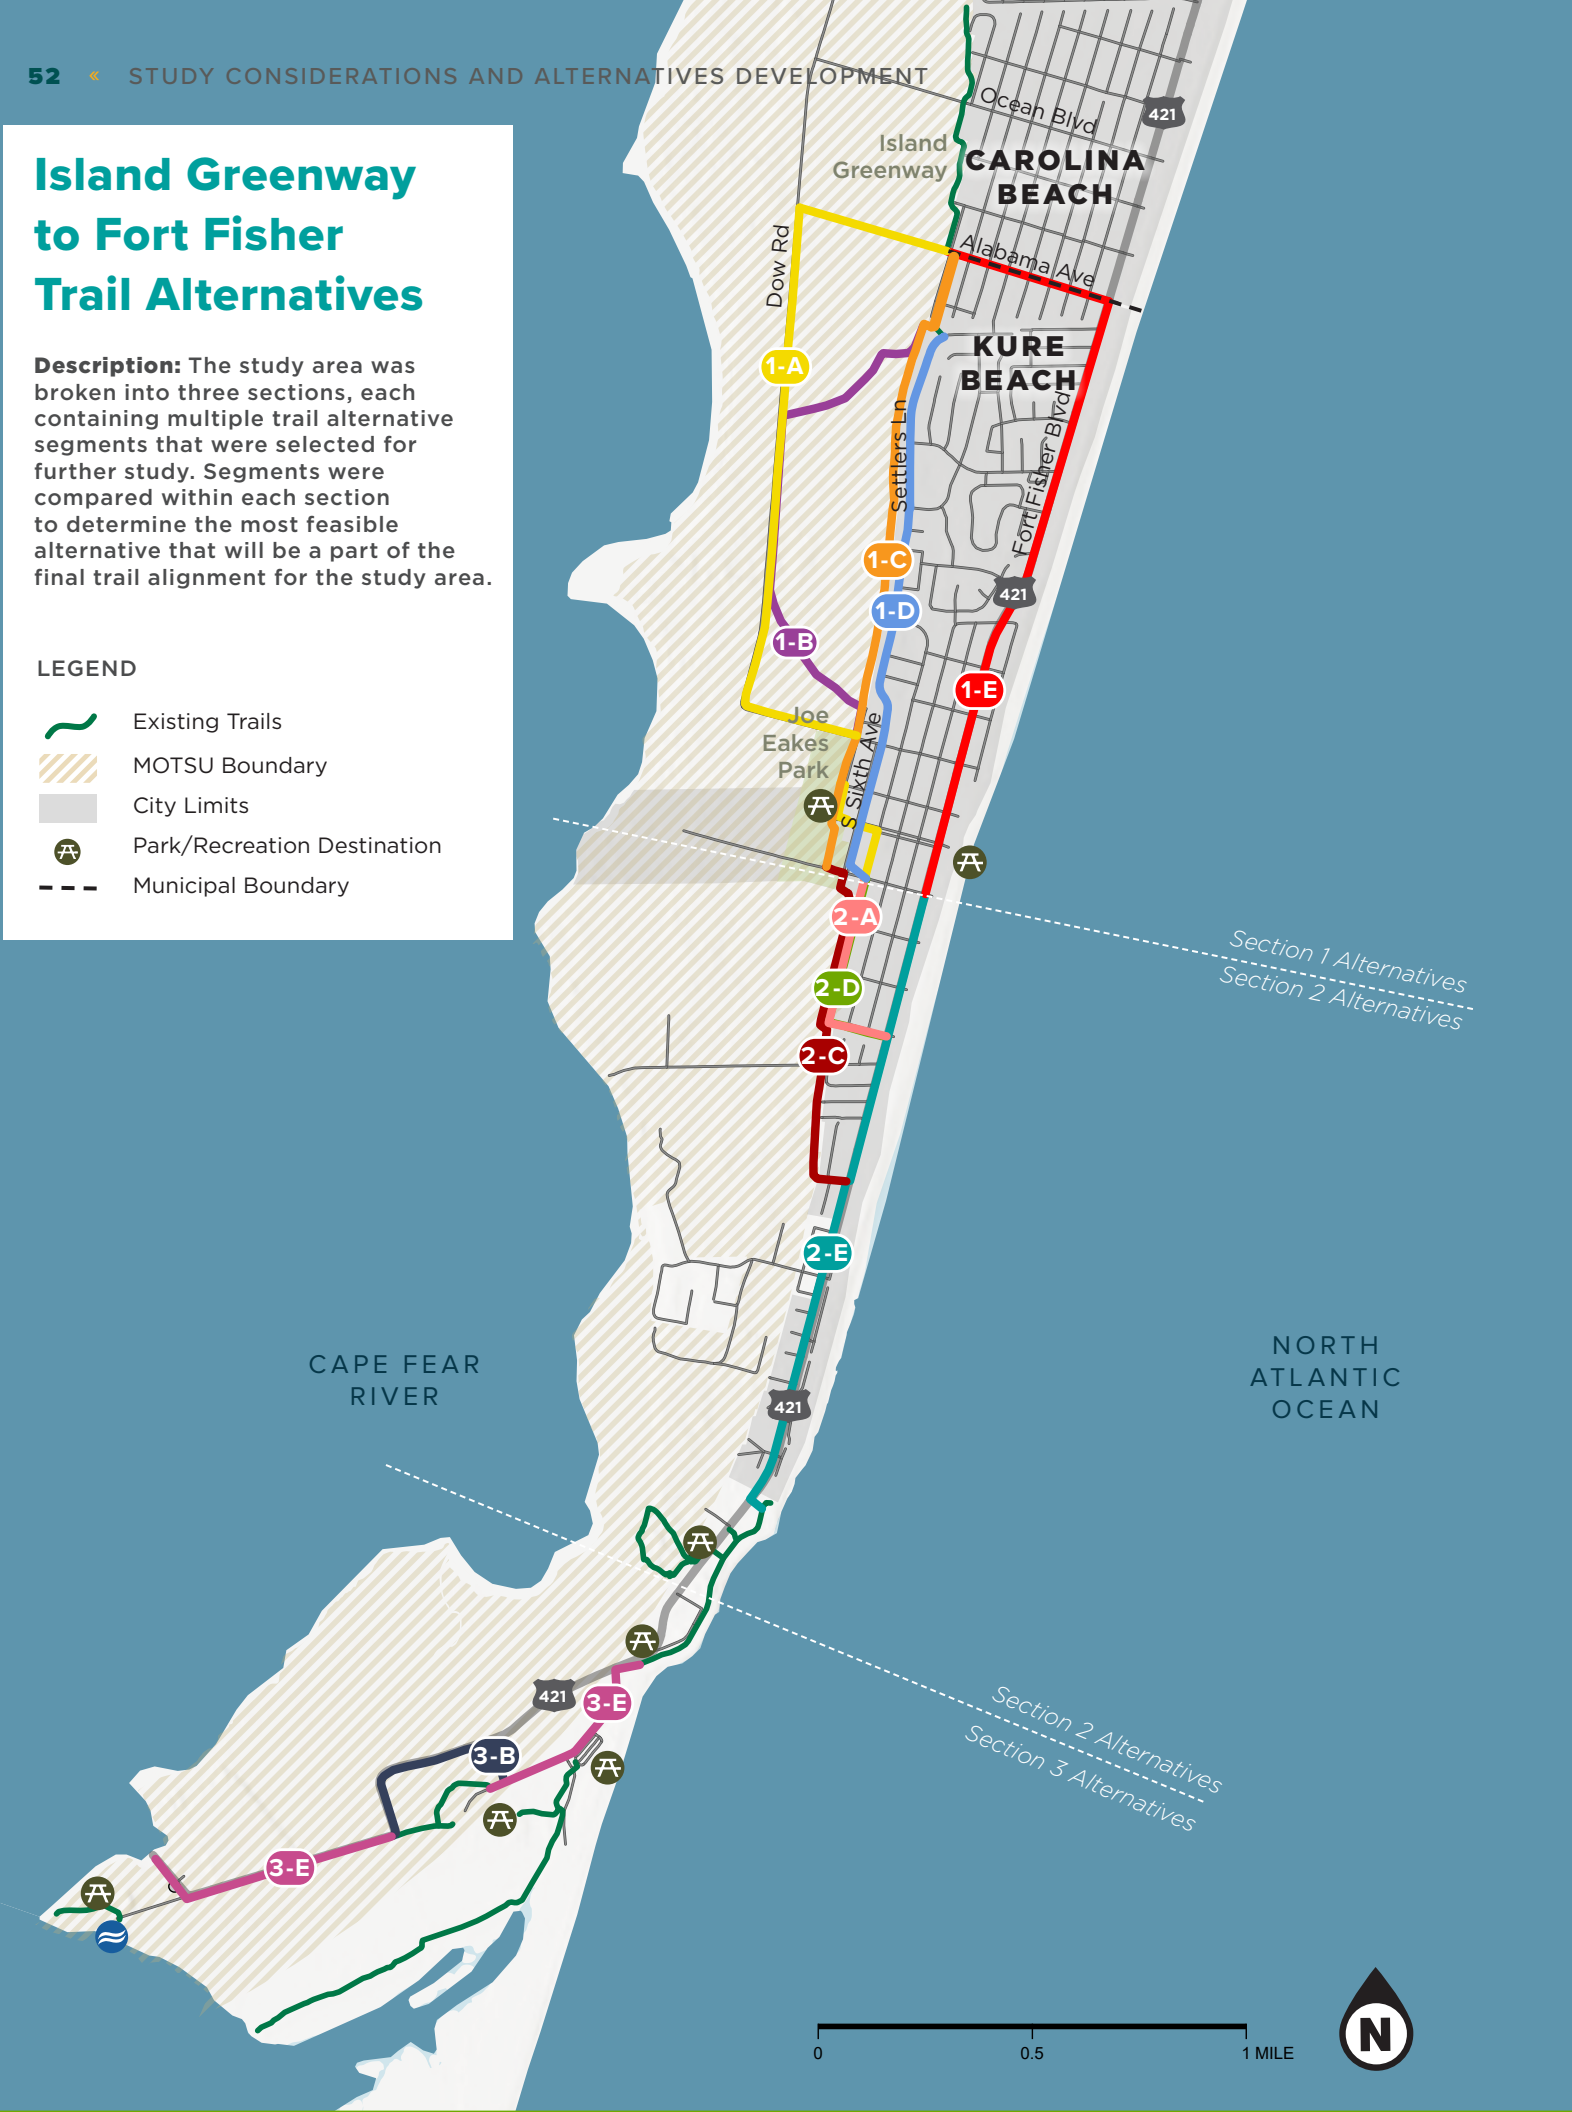 52 « STUDY CONSIDERATIONS AND ALTERNATIVES DEVELOPMENT
Island Greenway
to Fort Fisher
Trail Alternatives
Description: The study area was
broken into three sections, each
containing multiple trail alternative
segments that were selected for
further study. Segments were
compared within each section
to determine the most feasible
alternative that will be a part of the
final trail alignment for the study area.
LEGEND
Existing Trails
MOTSU Boundary
City Limits
Park/Recreation Destination
Municipal Boundary
Ocean Blvd
421
Island
Greenway
CAROLINA
BEACH
Alabama Ave
Dow Rd
KURE
BEACH
1-A
Settlers Ln
Fort Fisher Blvd
1-C
421
1-D
1-B
1-E
Joe
Eakes
Park
S Sixth Ave
2-A
Section 1 Alternatives
Section 2 Alternatives
2-D
2-C
2-E
CAPE FEAR
RIVER
NORTH
ATLANTIC
OCEAN
421
421
3-E
Section 2 Alternatives
Section 3 Alternatives
3-B
3-E
0
0.5
1 MILE
N